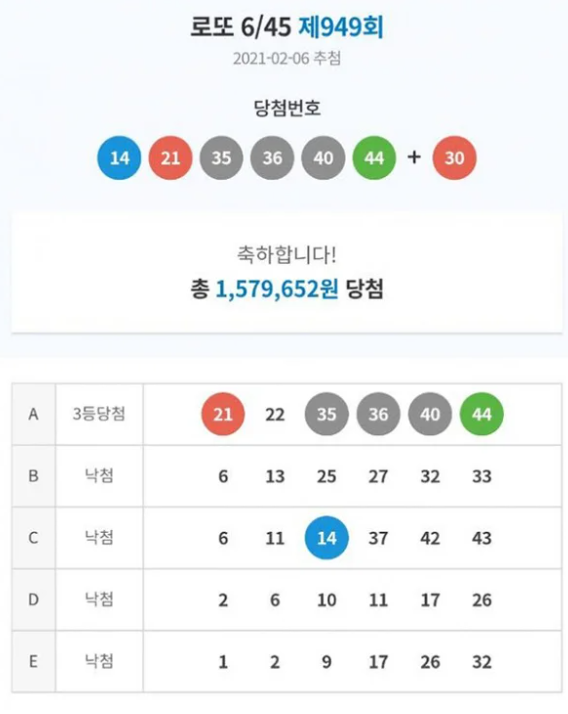 로또 6/45 제949회
2021-02-06 추첨
당첨번호
14 21 35 36 40 44 + 30
축하합니다!
총 1,579,652원 당첨
A 3등당첨 21 22 35 36 40 44
B 낙첨 6 13 25 27 32 33
C 낙첨 6 11 14 37 42 43
D 낙첨 2 6 10 11 17 26
E 낙첨 1 2 9 17 26 32